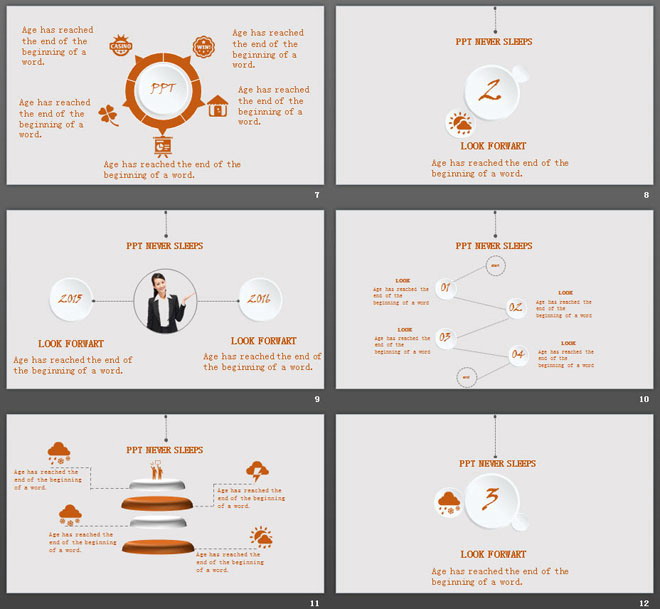 Age has reached
the end of the
beginning of a
word.
CASINO
WIN!
Age has reached
the end of the
beginning of a
word.
PPT
Age has reached
the end of the
beginning of a
word.
Age has reached
the end of the
beginning of a
word.
Age has reached the end of the
beginning of a word.
7
PPT NEVER SLEEPS
2
LOOK FORWART
Age has reached the end of the
beginning of a word.
8
PPT NEVER SLEEPS
2015
2016
LOOK FORWART
Age has reached the end of
the beginning of a word.
LOOK FORWART
Age has reached the end of
the beginning of a word.
9
PPT NEVER SLEEPS
01
LOOK
Age has reached the
end of the
beginning of a word
02
LOOK
Age has reached the
end of the
beginning of a word
03
LOOK
Age has reached the
end of the
beginning of a word
04
LOOK
Age has reached the
end of the
beginning of a word
10
PPT NEVER SLEEPS
Age has reached the
end of the beginning
of a word.
Age has reached the
end of the beginning
of a word.
Age has reached the
end of the beginning
of a word.
Age has reached the
end of the beginning
of a word.
11
PPT NEVER SLEEPS
3
LOOK FORWART
Age has reached the end of the
beginning of a word.
12